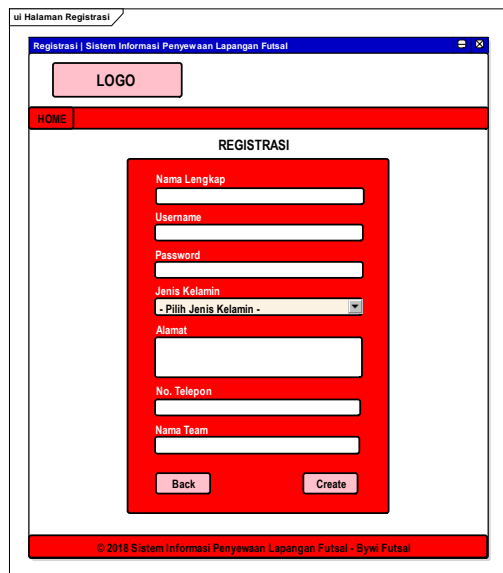 ui Halaman Registrasi
Registrasi | Sistem Informasi Penyewaan Lapangan Futsal
LOGO
HOME
REGISTRASI
Nama Lengkap
Username
Password
Jenis Kelamin
- Pilih Jenis Kelamin -
Alamat
No. Telepon
Nama Team
Back
Create
© 2018 Sistem Informasi Penyewaan Lapangan Futsal - Bywi Futsal